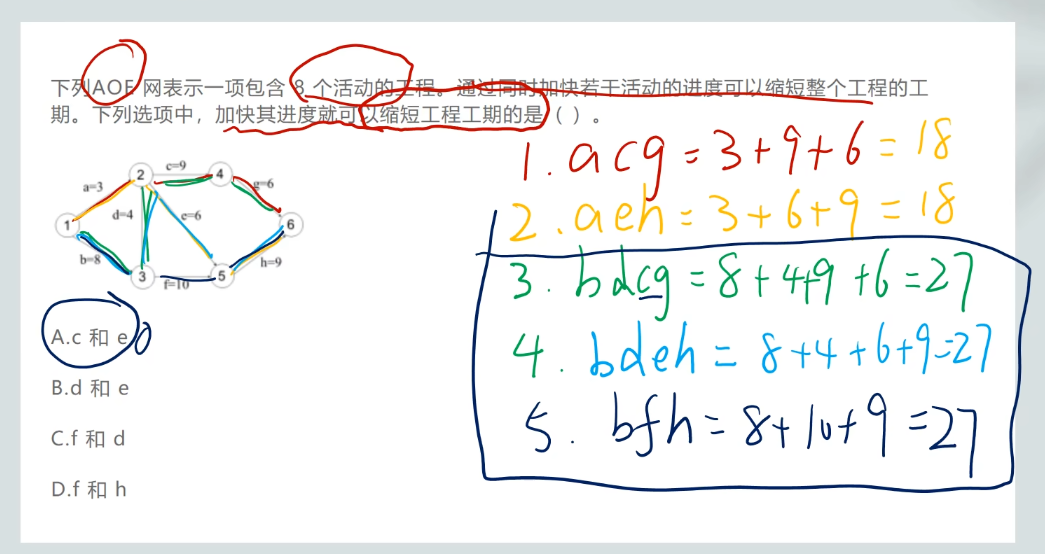 下列AOE 网表示一项包含 8 个活动的工程。通过同时加快若干活动的进度可以缩短整个工程的工
期。下列选项中，加快其进度就可以缩短工程工期的是（ ）。
1. acg = 3+9+6 = 18
2. aeh = 3+6+9 = 18
3. bdcg = 8+4+9+6=27
4. bdeh = 8+4+6+9=27
5. bfh = 8+10+9=27
c=9
2
4
a=3
g=6
d=4
e=6
1
6
b=8
h=9
3
5
f=10
A.c 和 e
B.d 和 e
C.f 和 d
D.f 和 h